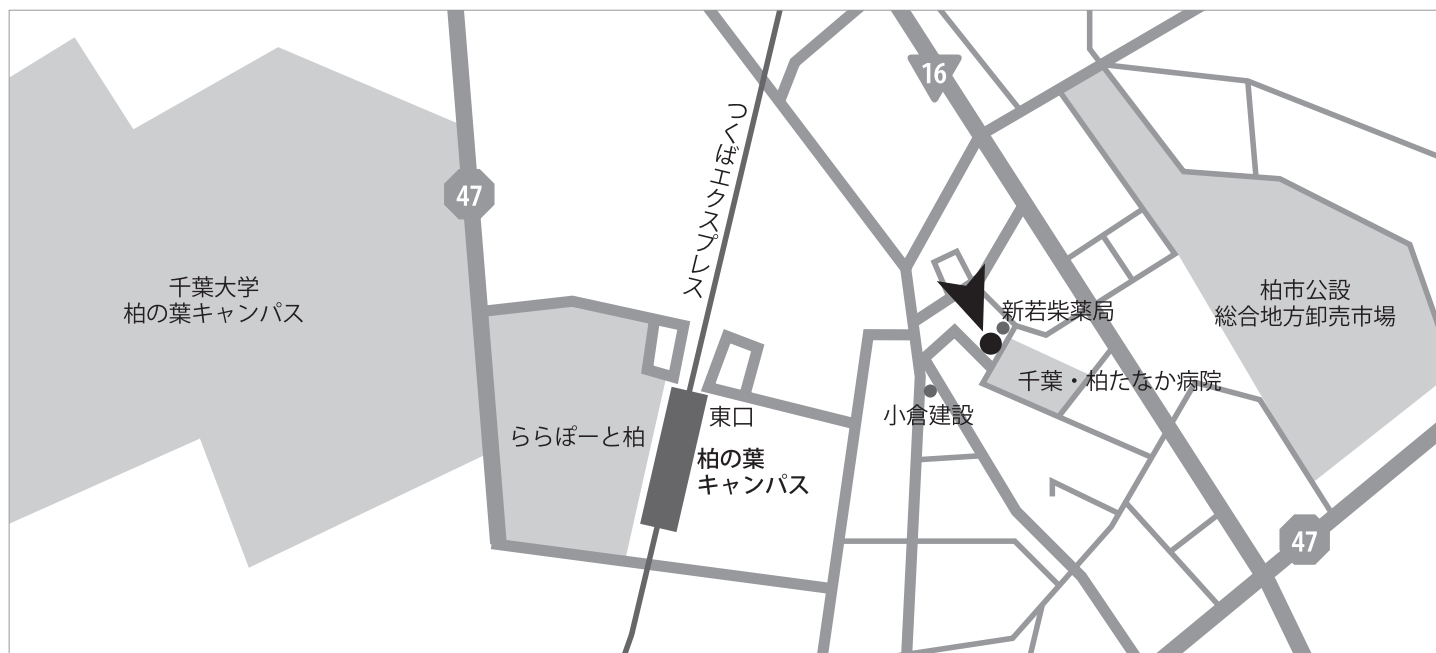 16
つくばエクスプレス
47
千葉大学
柏の葉キャンパス
柏市公設
総合地方卸売市場
新若柴薬局
千葉・柏たなか病院
小倉建設
東口
ららぽーと柏
柏の葉
キャンパス
47